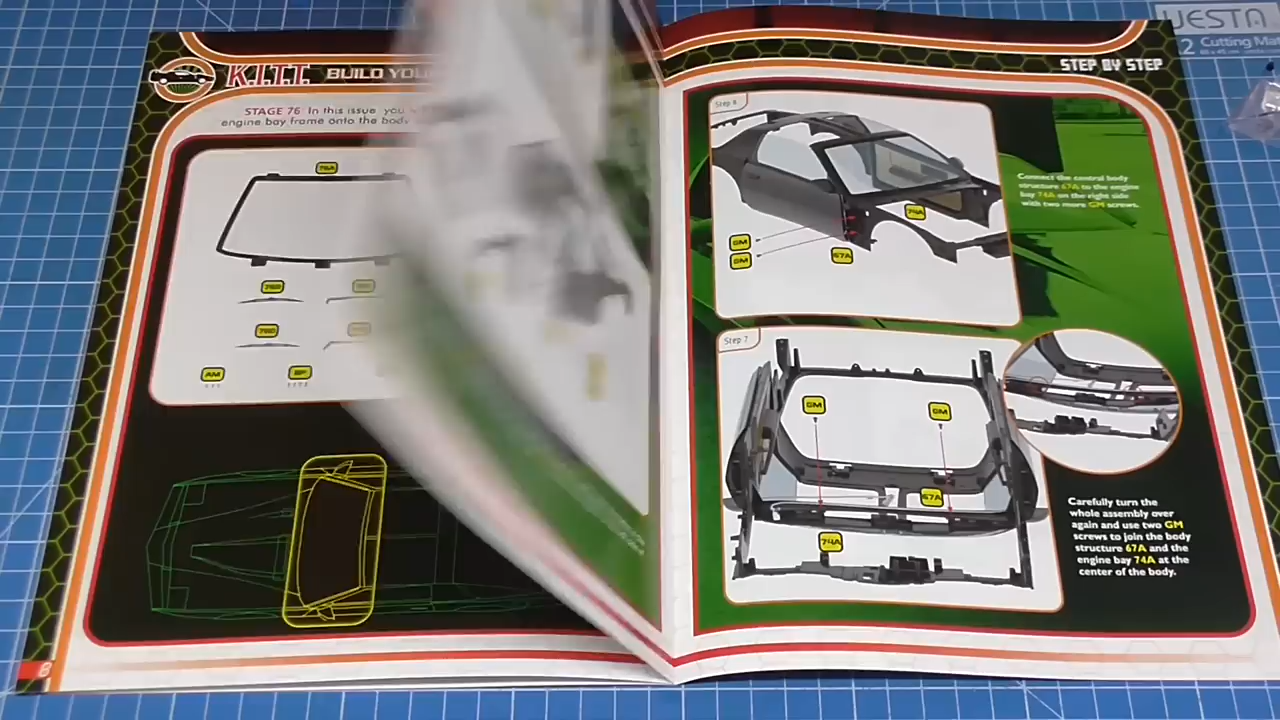 K.I.T.T. BUILD YOU
STAGE 76 In this issue, you
engine bay frame onto the body
76A
AM
8
STEP BY STEP
Step 6
Connect the central body
structure 67A to the engine
bay 74A on the right side
with two more GM screws.
74A
GM
GM
67A
Step 7
GM
GM
67A
74A
Carefully turn the
whole assembly over
again and use two GM
screws to join the body
structure 67A and the
engine bay 74A at the
center of the body.
2 Cutting Ma